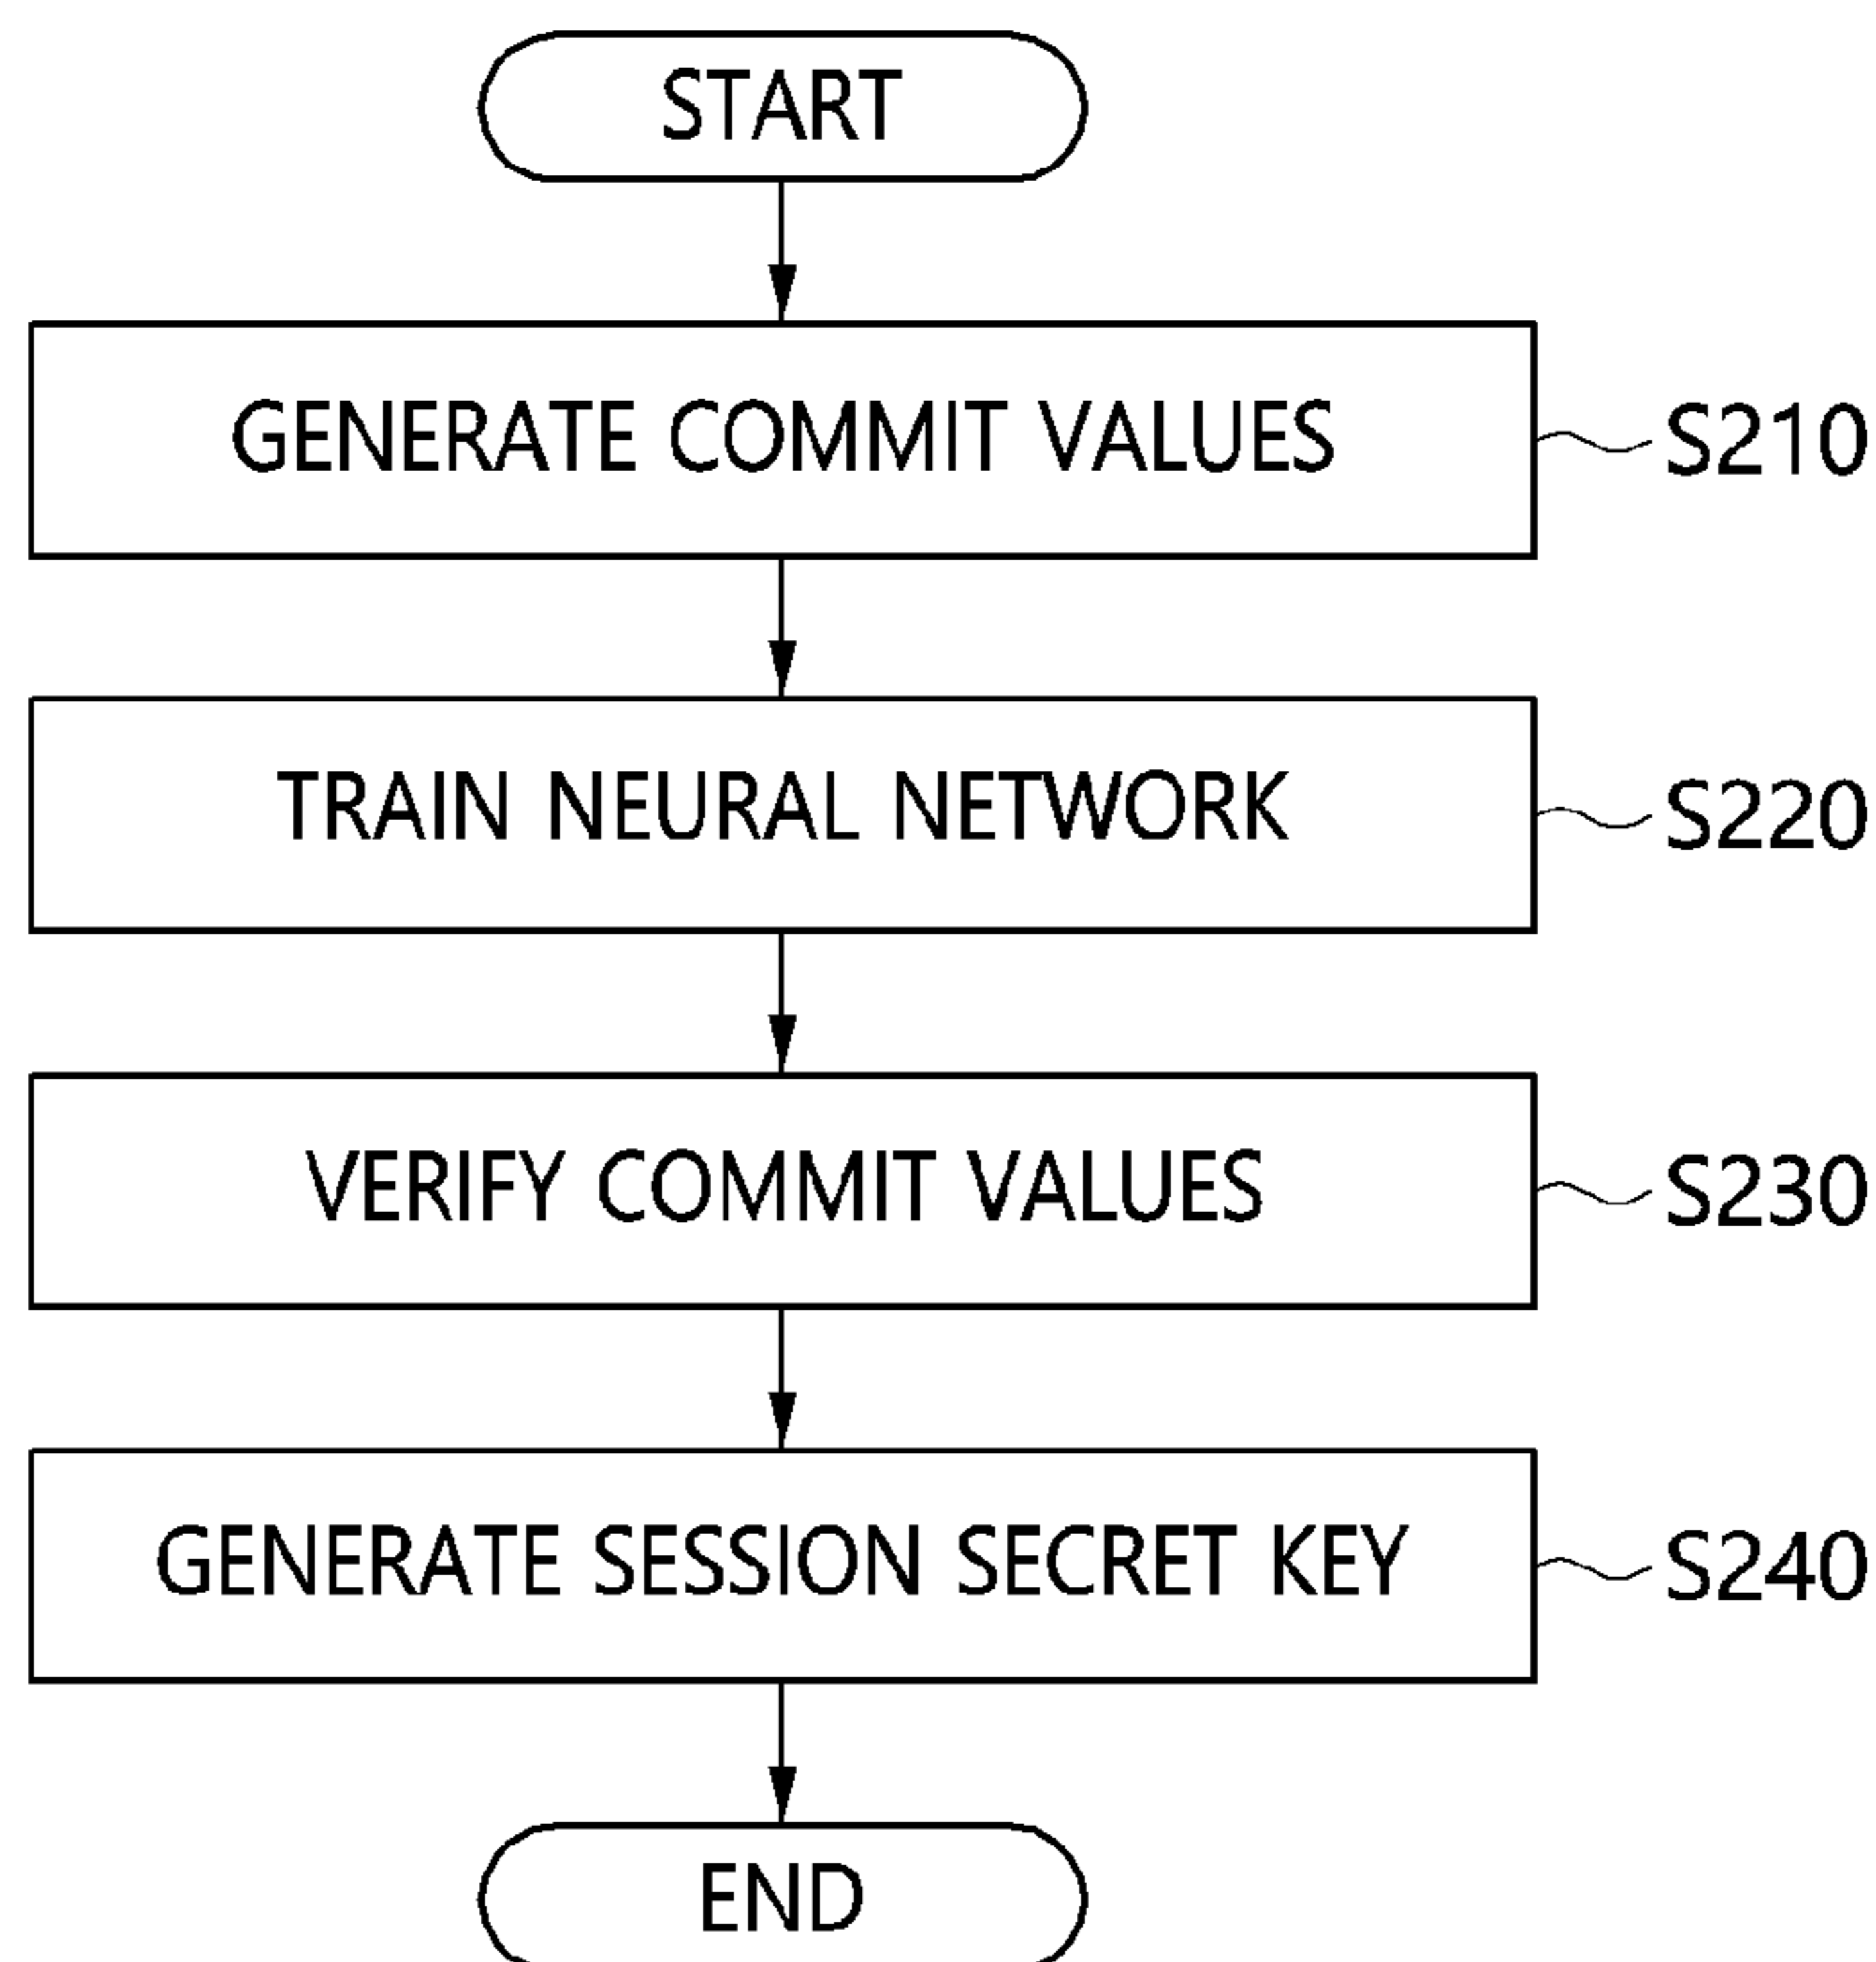 START
GENERATE COMMIT VALUES
S210
TRAIN NEURAL NETWORK
S220
VERIFY COMMIT VALUES
S230
GENERATE SESSION SECRET KEY
S240
END